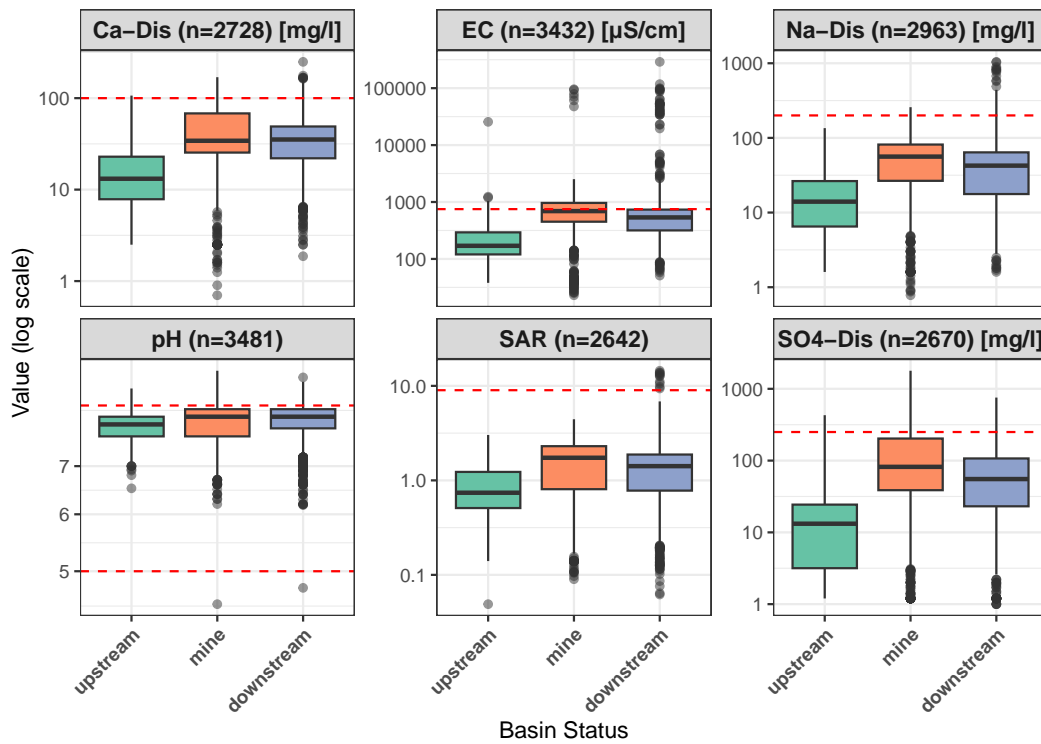 Ca−Dis (n=2728) [mg/l]
EC (n=3432) [µS/cm]
Na−Dis (n=2963) [mg/l]
100
10
1
100000
10000
1000
100
1000
100
10
1
pH (n=3481)
SAR (n=2642)
SO4−Dis (n=2670) [mg/l]
7
6
5
10.0
1.0
0.1
1000
100
10
1
upstream
mine
downstream
upstream
mine
downstream
upstream
mine
downstream
Value (log scale)
Basin Status